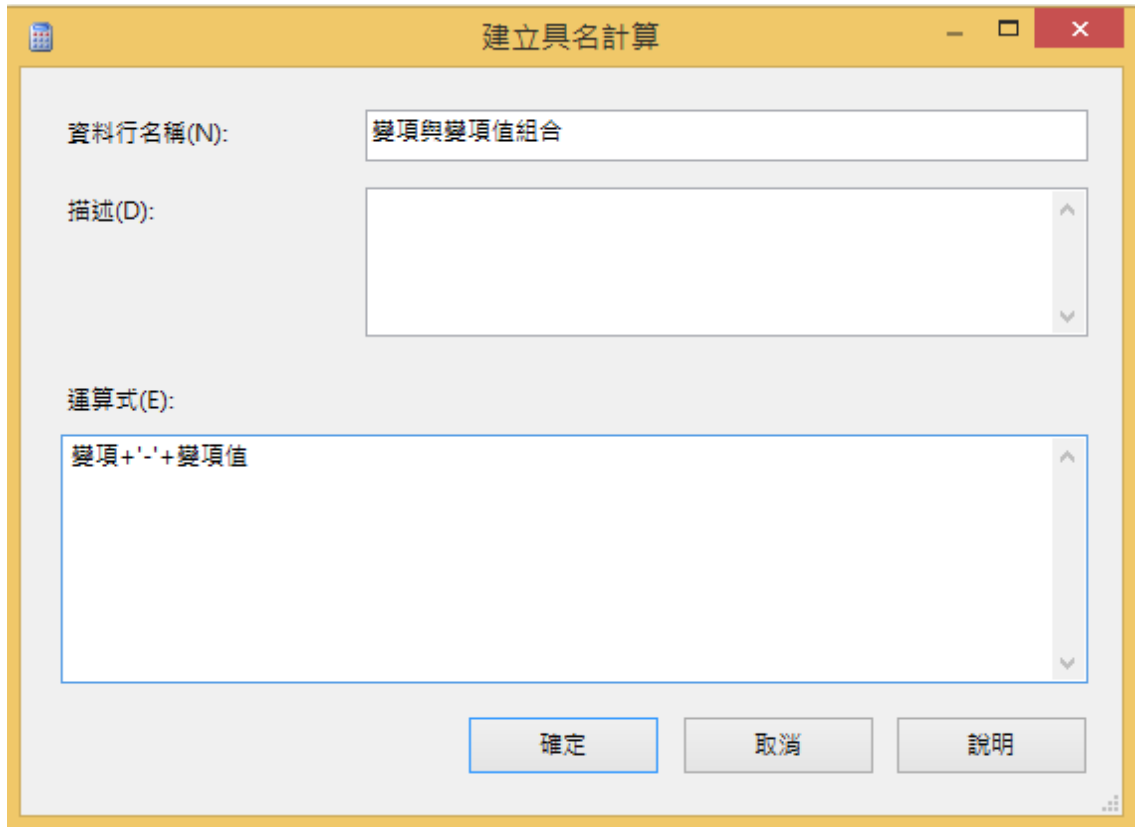 建立具名計算
資料行名稱(N):
變項與變項值組合
描述(D):
運算式(E):
變項+'-'+變項值
確定
取消
說明